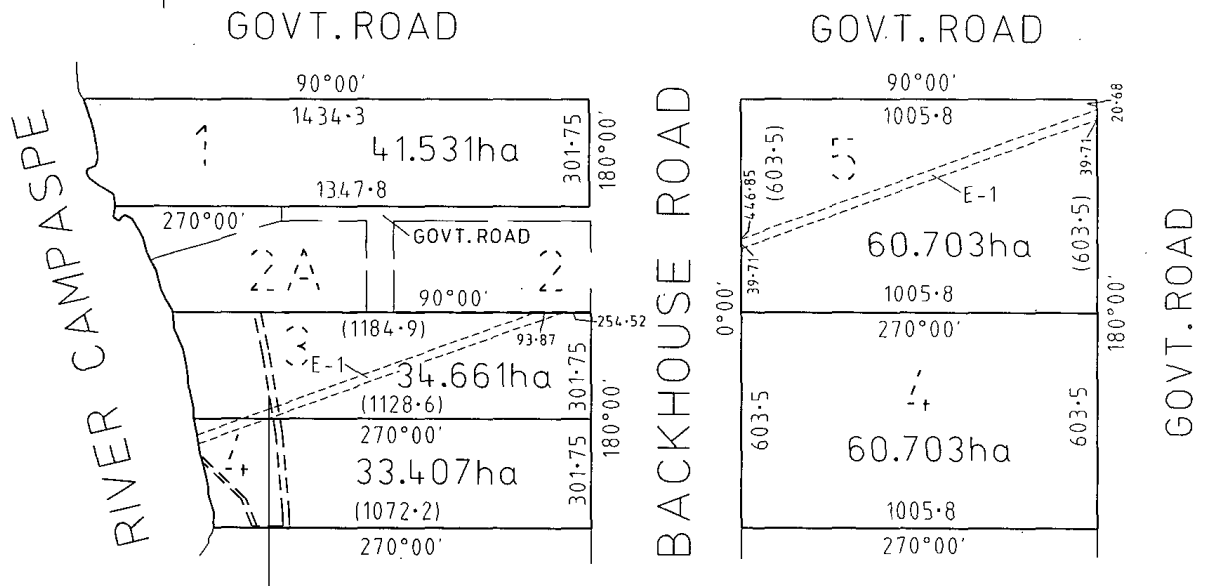 GOVT. ROAD
GOVT. ROAD
90°00'
1434·3
1
41.531ha
301·75
180°00'
1347·8
270°00'
GOVT. ROAD
2A
2
90°00'
(1184·9)
93·87
254·52
3
E-1
34.661ha
301·75
180°00'
(1128·6)
270°00'
4
33.407ha
301·75
(1072·2)
270°00'
RIVER CAMPASPE
BACKHOUSE ROAD
90°00'
1005·8
20·68
39·71
5
(603·5)
446·85
E-1
(603·5)
39·71
60.703ha
0°00'
1005·8
270°00'
180°00'
4
603·5
60.703ha
603·5
1005·8
270°00'
GOVT. ROAD